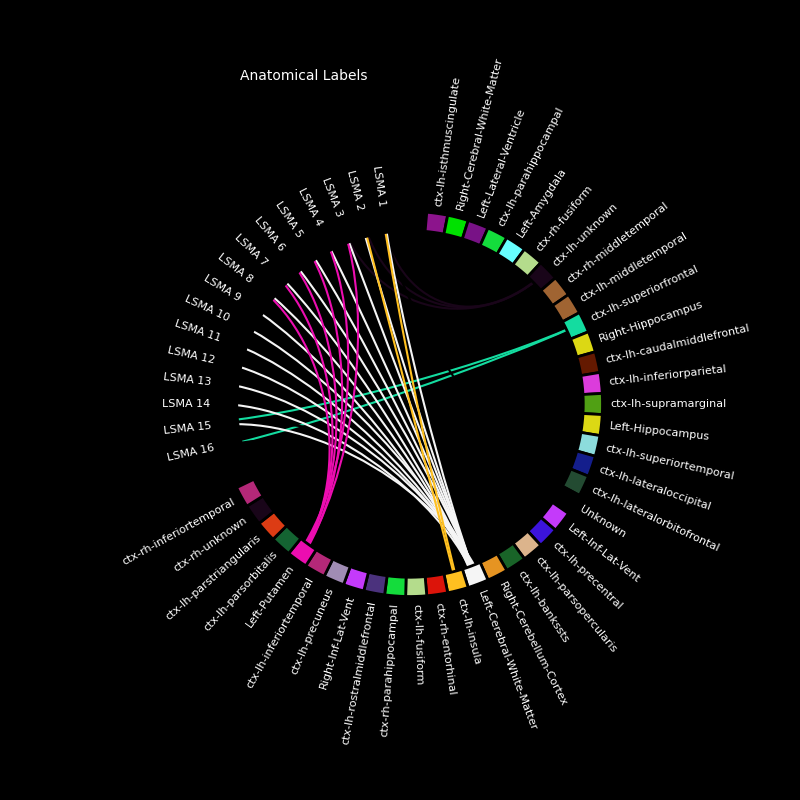 Anatomical Labels
ctx-lh-isthmuscingulate
Right-Cerebral-White-Matter
Left-Lateral-Ventricle
ctx-lh-parahippocampal
Left-Amygdala
ctx-rh-fusiform
ctx-lh-unknown
ctx-rh-middletemporal
ctx-lh-middletemporal
ctx-lh-superiorfrontal
Right-Hippocampus
ctx-lh-caudalmiddlefrontal
ctx-lh-inferiorparietal
ctx-lh-supramarginal
Left-Hippocampus
ctx-lh-superiortemporal
ctx-lh-lateraloccipital
ctx-lh-lateralorbitofrontal
Unknown
Left-Inf-Lat-Vent
ctx-lh-precentral
ctx-lh-parsopercularis
ctx-lh-bankssts
Right-Cerebellum-Cortex
Left-Cerebral-White-Matter
ctx-lh-insula
ctx-rh-entorhinal
ctx-lh-fusiform
ctx-rh-parahippocampal
ctx-lh-rostralmiddlefrontal
Right-Inf-Lat-Vent
ctx-lh-precuneus
ctx-lh-inferiortemporal
Left-Putamen
ctx-lh-parsorbitalis
ctx-lh-parstriangularis
ctx-rh-unknown
ctx-rh-inferiortemporal
LSMA 16
LSMA 15
LSMA 14
LSMA 13
LSMA 12
LSMA 11
LSMA 10
LSMA 9
LSMA 8
LSMA 7
LSMA 6
LSMA 5
LSMA 4
LSMA 3
LSMA 2
LSMA 1